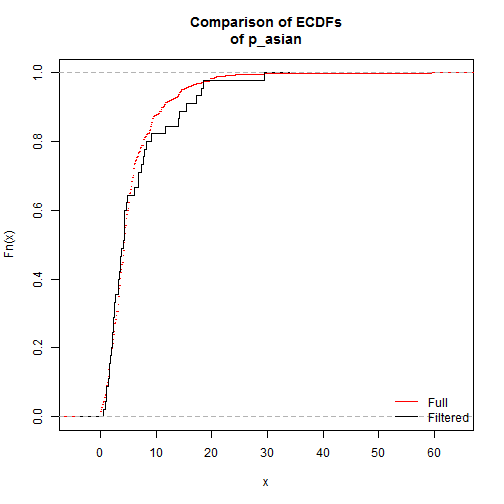 Comparison of ECDFs
of p_asian
Fn(x)
1.0
0.8
0.6
0.4
0.2
0.0
Full
Filtered
0 10 20 30 40 50 60
x